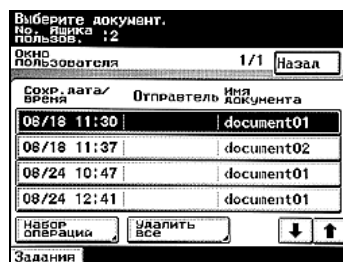 Выберите документ.
No. Ящика
пользов. :2
Окно
пользователя
1/1 Назад
Сохр.дата/
время Отправтель Имя
документа
08/18 11:30 document01
08/18 11:37 document02
08/24 10:47 document01
08/24 12:41 document01
Набор
операций
Удалить
все
Задания